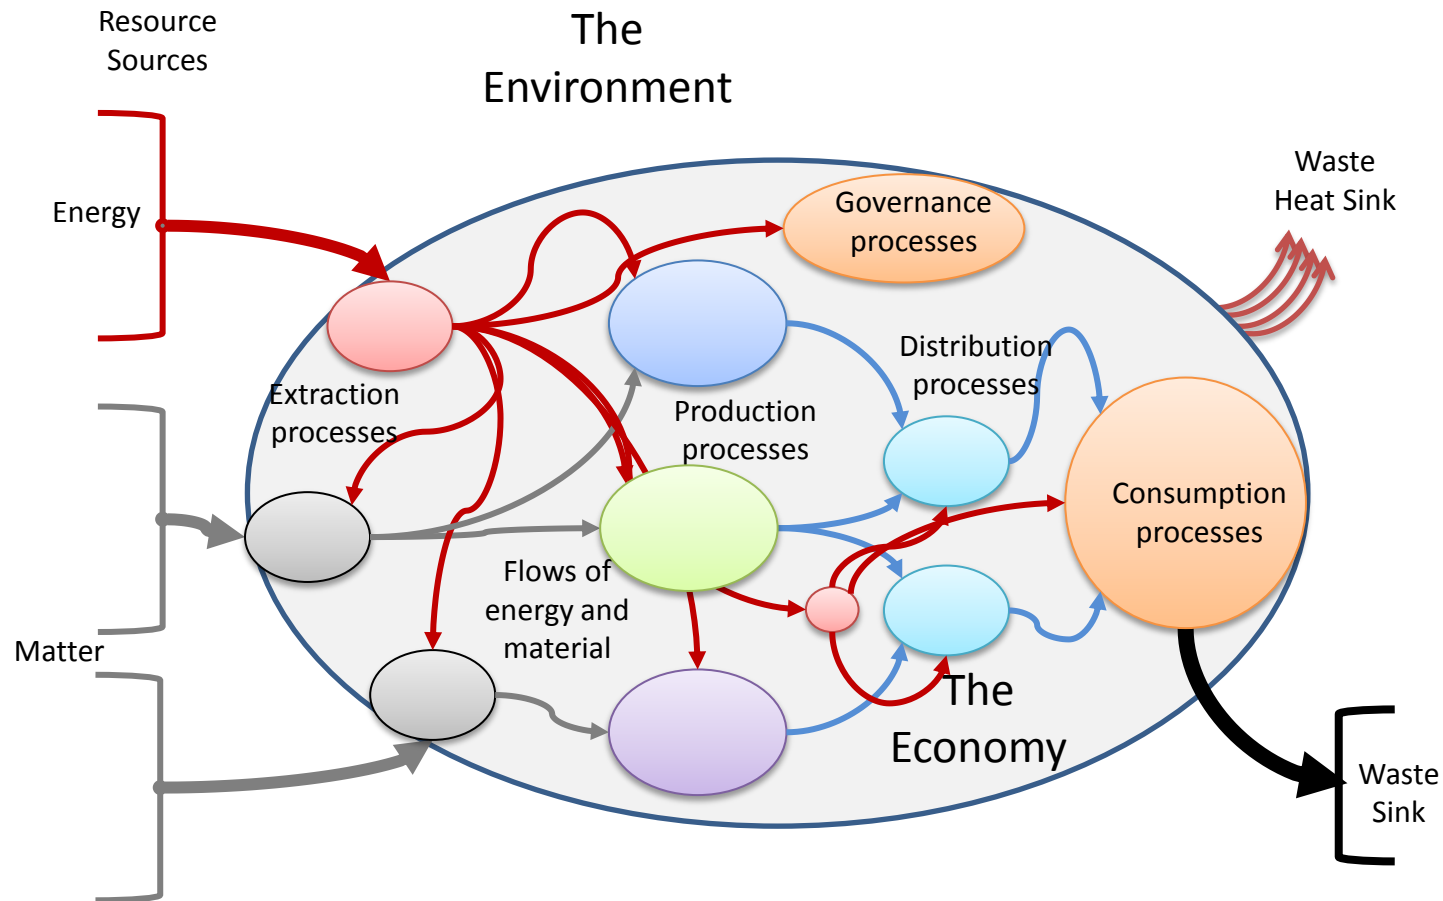 Resource
Sources
The
Environment
Energy
Waste
Heat Sink
Governance
processes
Distribution
processes
Extraction
processes
Production
processes
Consumption
processes
Flows of
energy and
material
Matter
The
Economy
Waste
Sink